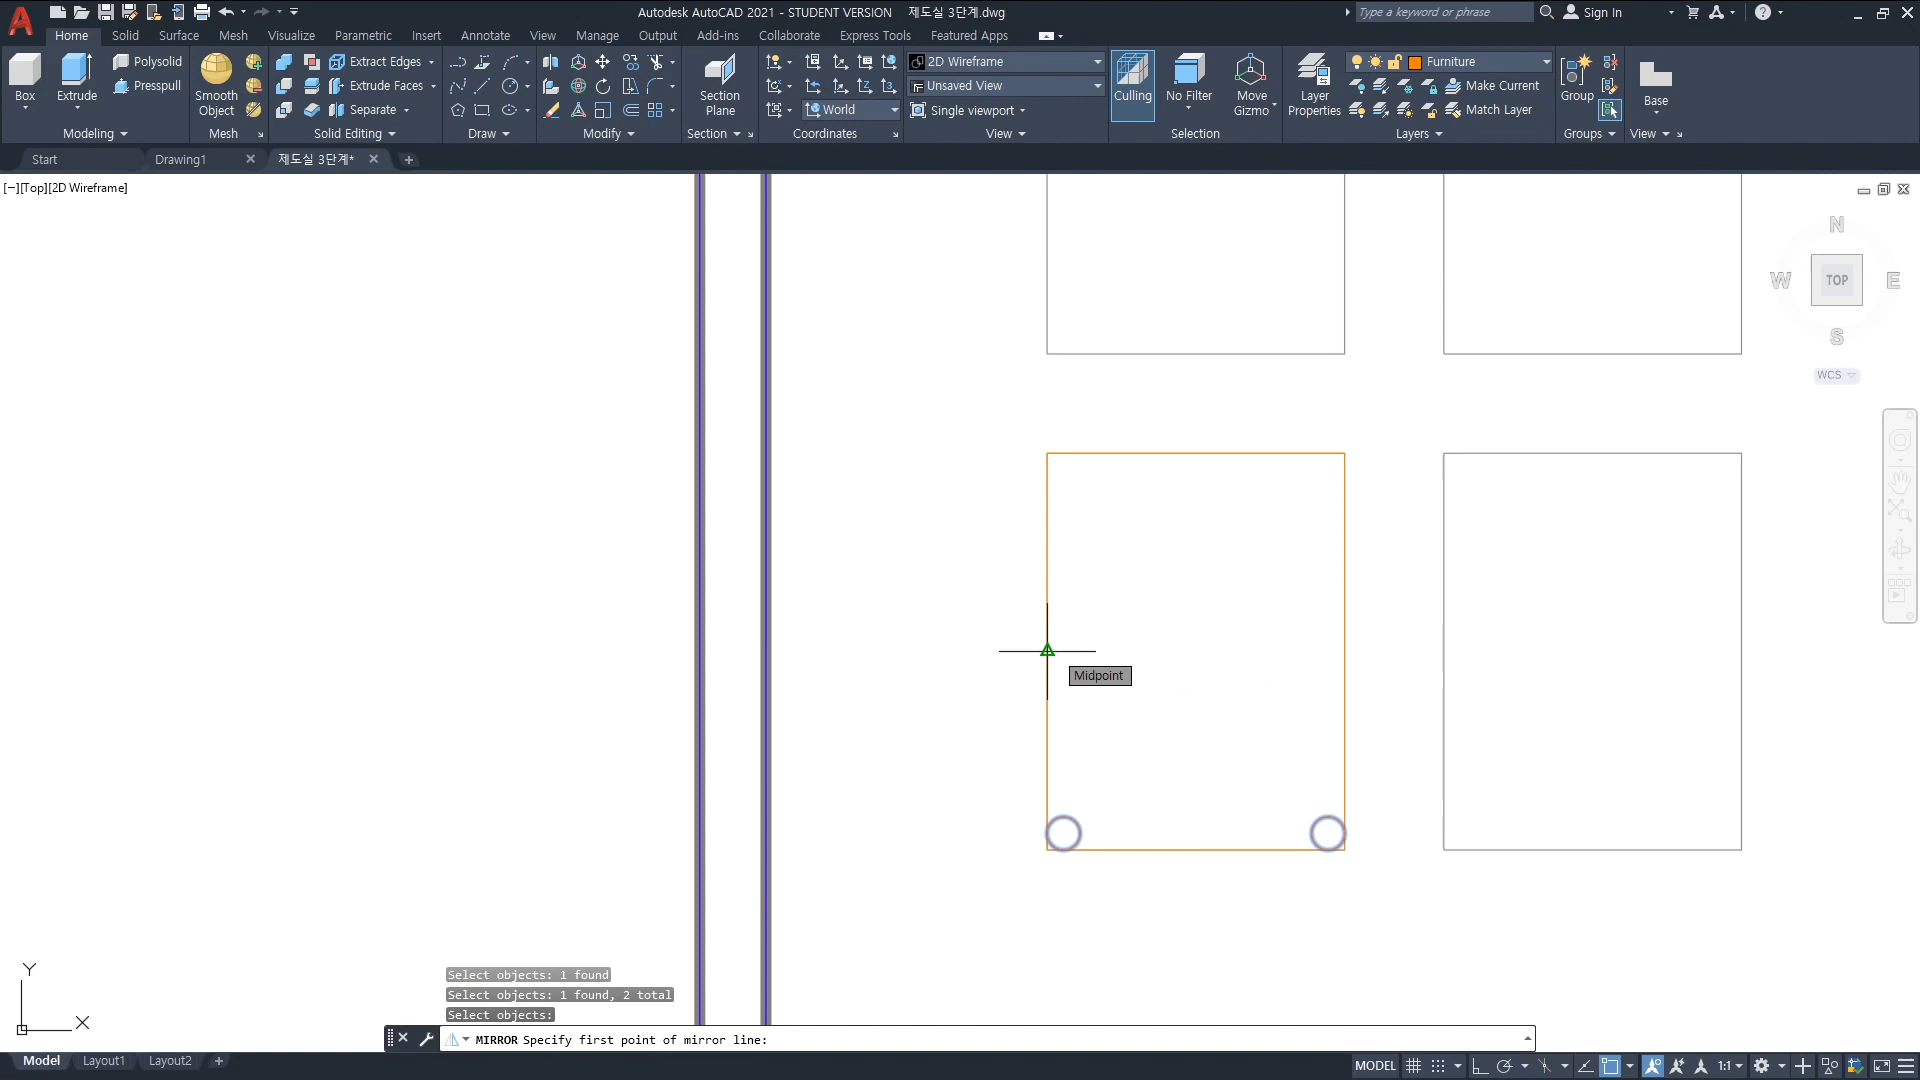 Autodesk AutoCAD 2021 - STUDENT VERSION 제도실 3단계.dwg
Type a keyword or phrase
Sign In
Home Solid Surface Mesh Visualize Parametric Insert Annotate View Manage Output Add-ins Collaborate Express Tools Featured Apps
Box
Extrude
Polysolid
Presspull
Modeling
Smooth
Object
Mesh
Extract Edges
Extrude Faces
Separate
Solid Editing
Draw
Modify
Section
Plane
Section
World
Coordinates
2D Wireframe
Unsaved View
Single viewport
View
Culling
No Filter
Move
Gizmo
Selection
Layer
Properties
Furniture
Make Current
Match Layer
Layers
Group
Groups
Base
View
Start
Drawing1
제도실 3단계*
[−][Top][2D Wireframe]
N
W
TOP
E
S
WCS
Midpoint
Y
X
Select objects: 1 found
Select objects: 1 found, 2 total
Select objects:
MIRROR Specify first point of mirror line:
Model Layout1 Layout2 +
MODEL
1:1